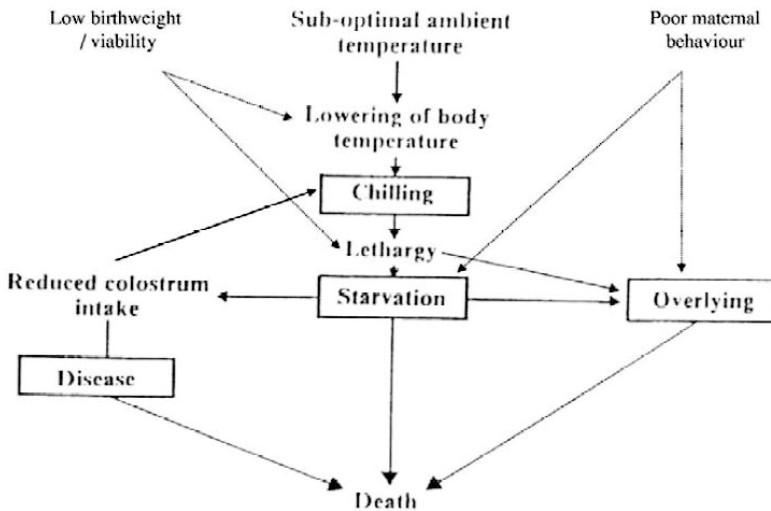 Low birthweight
/ viability
Sub-optimal ambient
temperature
Poor maternal
behaviour
Lowering of body
temperature
Chilling
Lethargy
Reduced colostrum
intake
Starvation
Overlying
Disease
Death